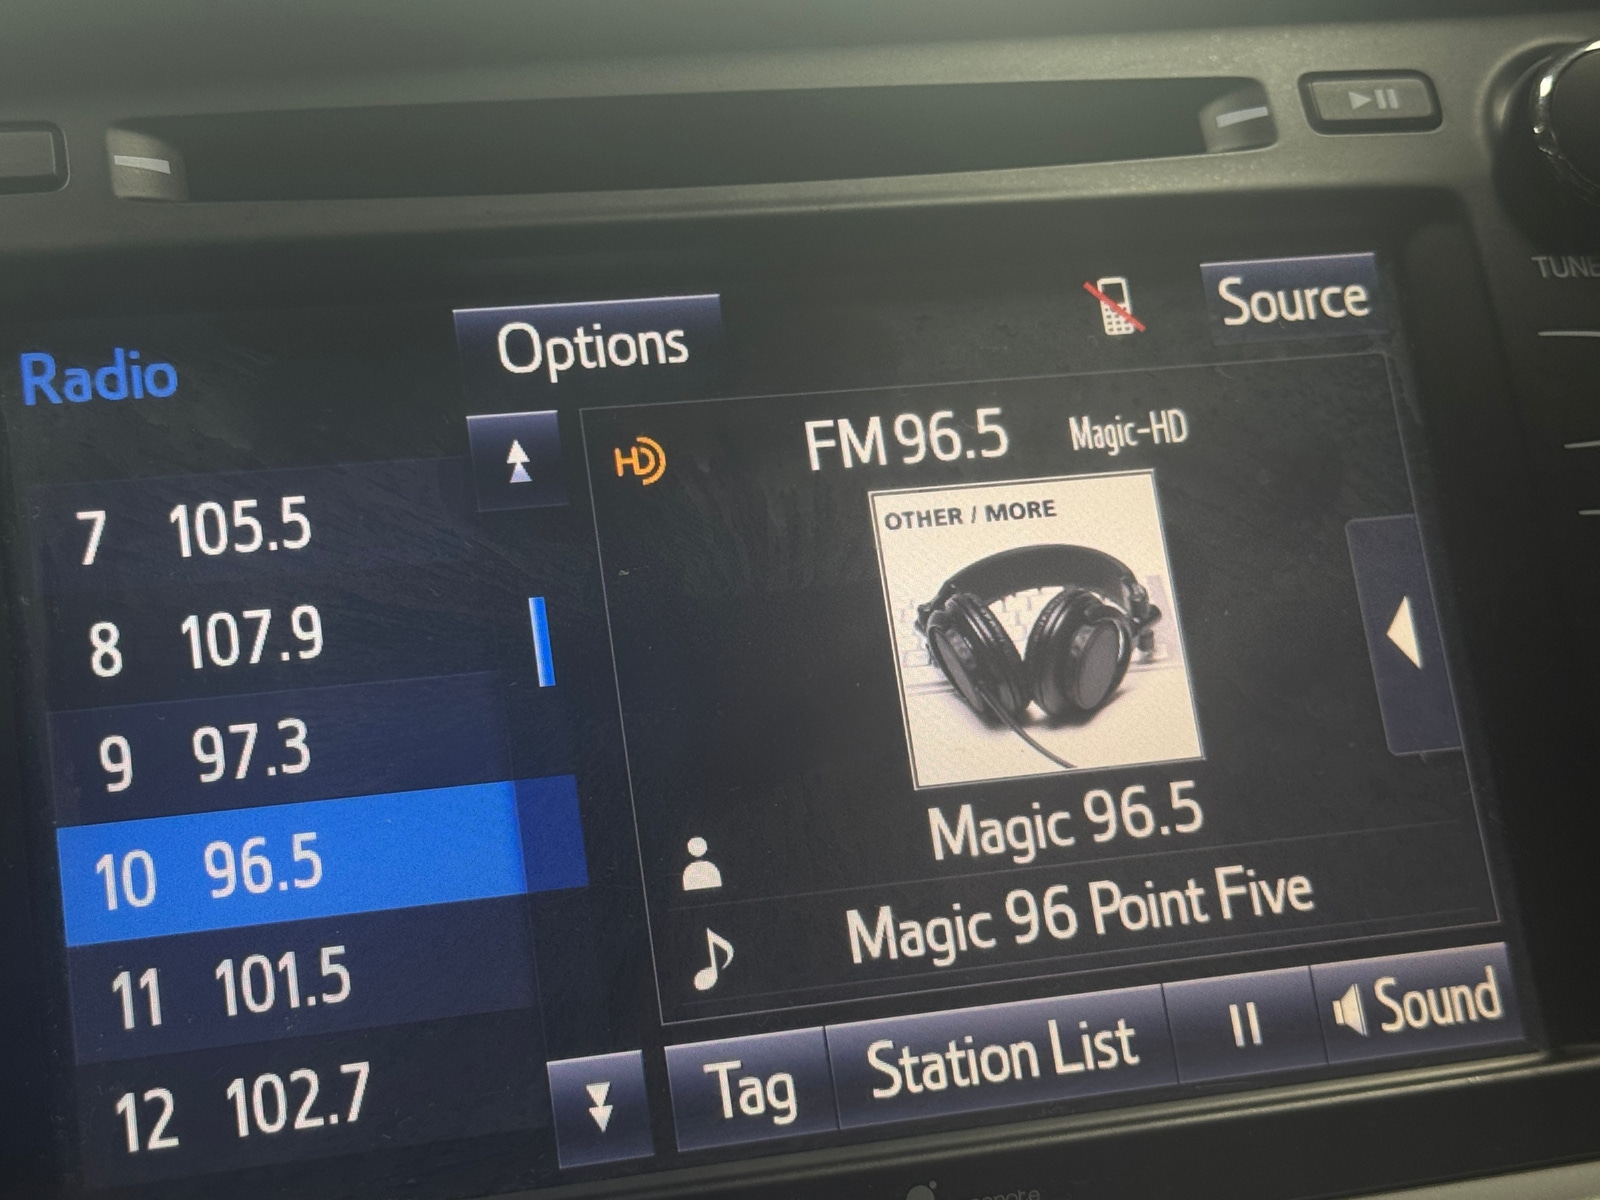 TUNE
Radio
Options
Source
HD
FM 96.5 Magic-HD
OTHER / MORE
7 105.5
8 107.9
9 97.3
10 96.5
11 101.5
12 102.7
Magic 96.5
Magic 96 Point Five
Tag
Station List
Sound